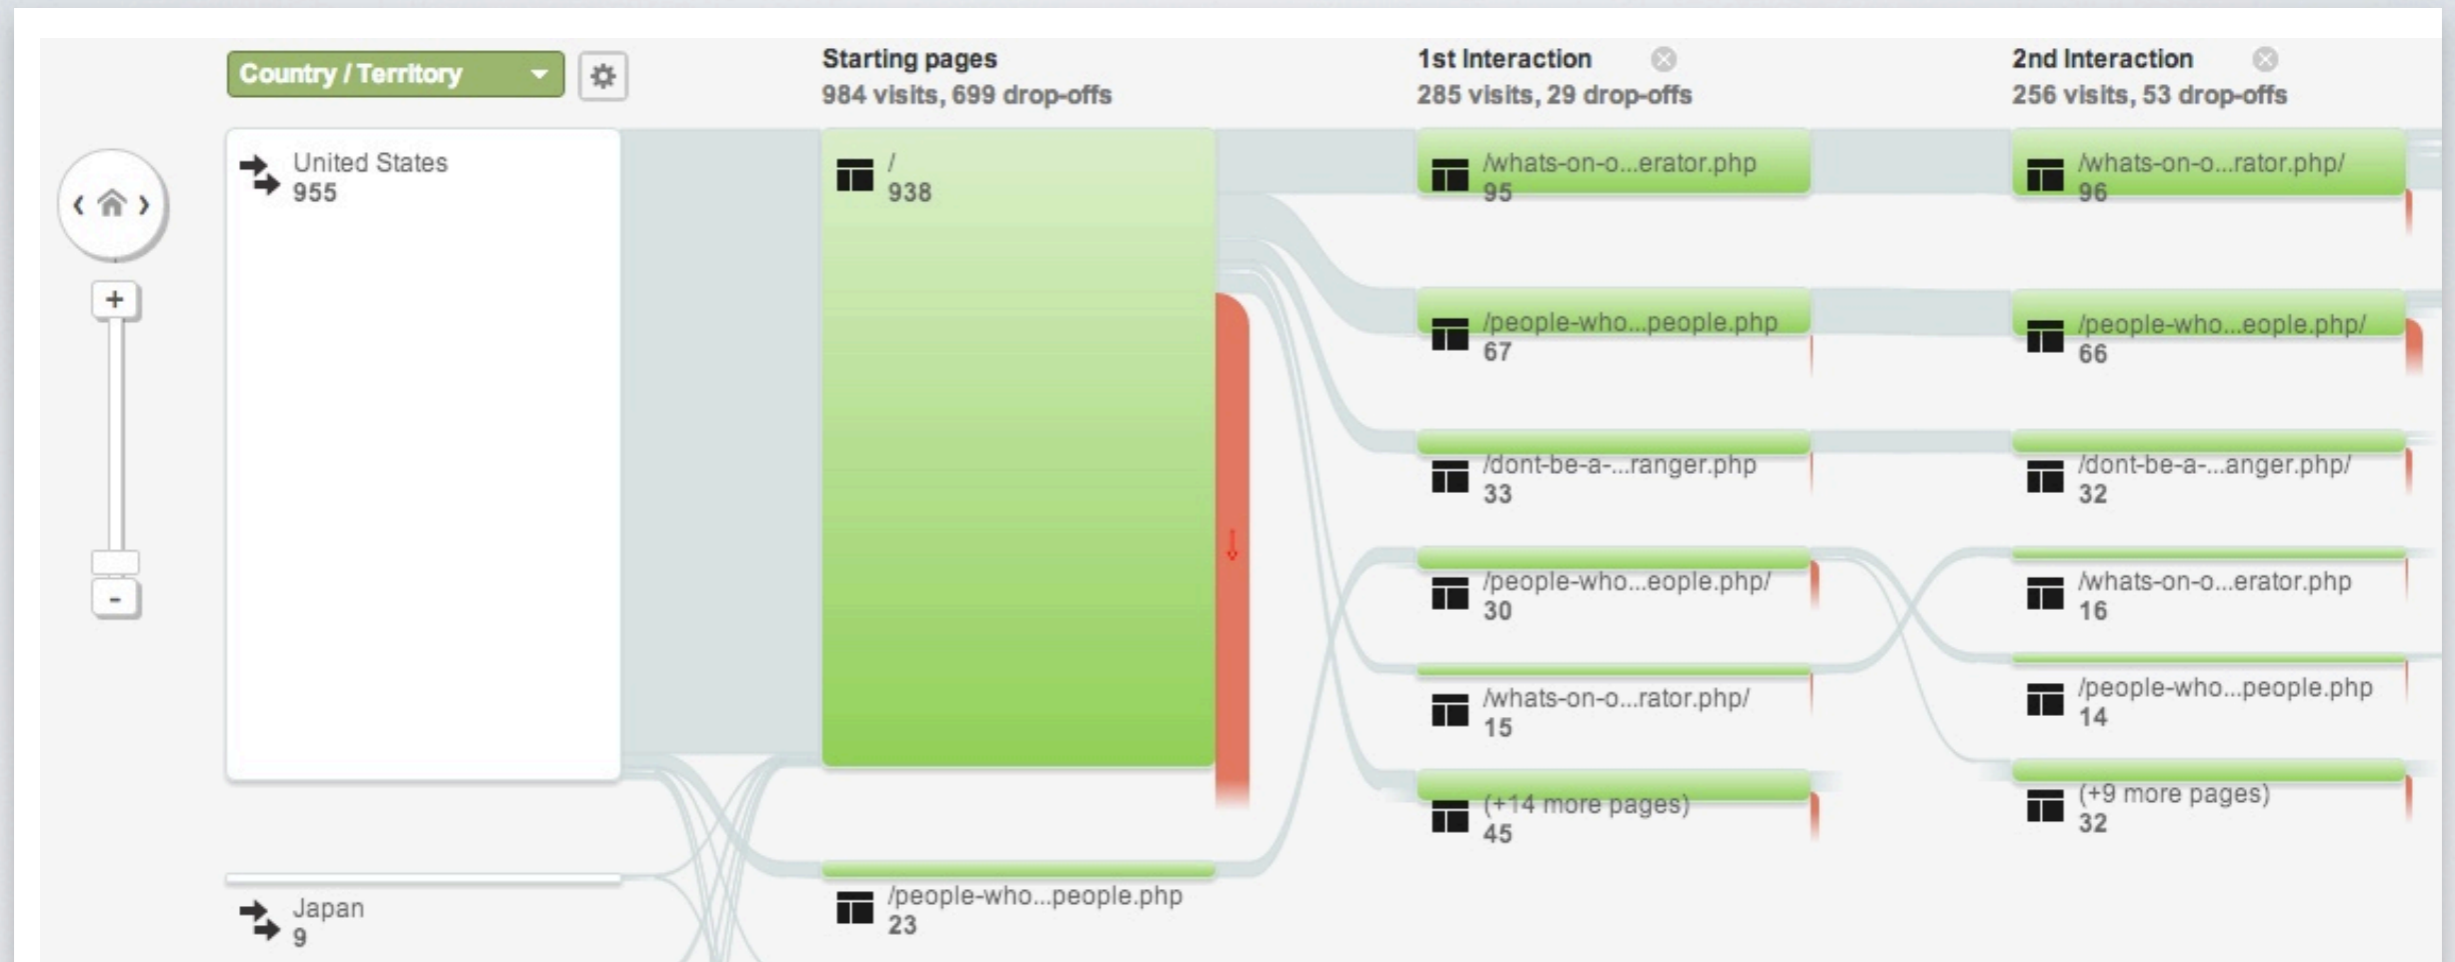 Country / Territory
Starting pages
984 visits, 699 drop-offs
1st Interaction
285 visits, 29 drop-offs
2nd Interaction
256 visits, 53 drop-offs
United States
955
Japan
9
/
938
/people-who...people.php
23
/whats-on-o...erator.php
95
/people-who...people.php
67
/dont-be-a-...ranger.php
33
/people-who...eople.php/
30
/whats-on-o...rator.php/
15
(+14 more pages)
45
/whats-on-o...rator.php/
96
/people-who...eople.php/
66
/dont-be-a-...anger.php/
32
/whats-on-o...erator.php
16
/people-who...people.php
14
(+9 more pages)
32
+
-